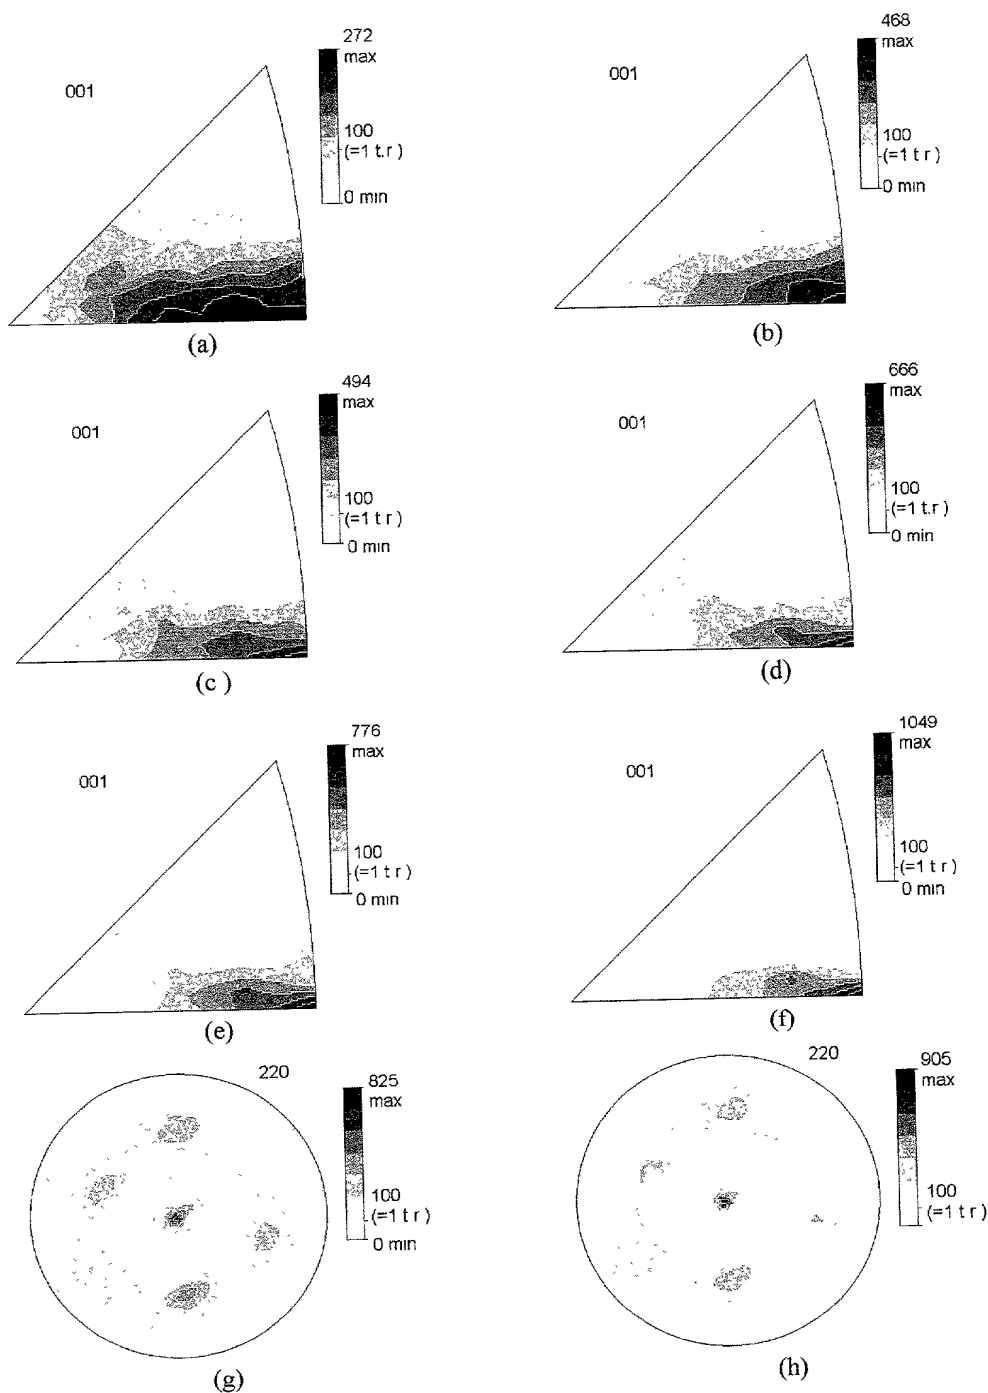 272
max
001
100
(=1 t.r )
0 min
(a)
468
max
001
100
(=1 t r )
0 min
(b)
494
max
001
100
(=1 t r )
0 min
(c )
666
max
001
100
(=1 t.r )
0 min
(d)
776
max
001
100
(=1 t r )
0 min
(e)
1049
max
001
100
(=1 t r )
0 min
(f)
220
825
max
100
(=1 t r )
0 min
(g)
220
905
max
100
(=1 t r )
(h)